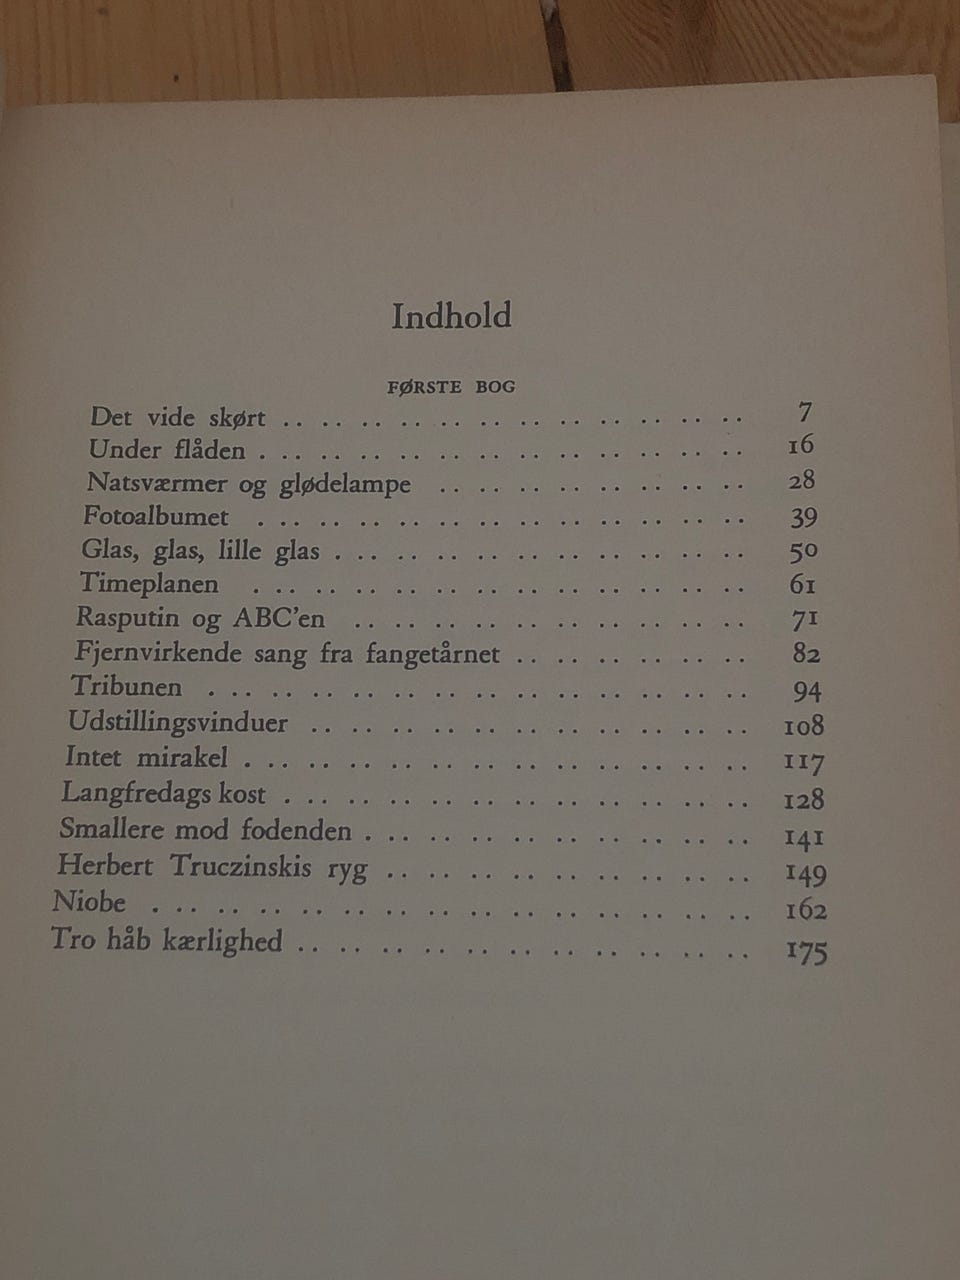 Indhold
FØRSTE BOG
Det vide skørt .. .. .. .. .. .. .. .. .. .. .. .. 7
Under flåden . .. .. .. .. .. .. .. .. .. .. .. .. 16
Natsværmer og glødelampe .. .. .. .. .. .. .. .. 28
Fotoalbumet . .. .. .. .. .. .. .. .. .. .. .. .. 39
Glas, glas, lille glas . .. .. .. .. .. .. .. .. .. .. 50
Timeplanen . .. .. .. .. .. .. .. .. .. .. .. .. 61
Rasputin og ABC'en .. .. .. .. .. .. .. .. .. .. 71
Fjernvirkende sang fra fangetårnet .. .. .. .. .. .. 82
Tribunen . .. .. .. .. .. .. .. .. .. .. .. .. .. 94
Udstillingsvinduer .. .. .. .. .. .. .. .. .. .. .. 108
Intet mirakel . .. .. .. .. .. .. .. .. .. .. .. .. 117
Langfredags kost . .. .. .. .. .. .. .. .. .. .. .. 128
Smallere mod fodenden . .. .. .. .. .. .. .. .. .. 141
Herbert Truczinskis ryg .. .. .. .. .. .. .. .. .. 149
Niobe . .. .. .. .. .. .. .. .. .. .. .. .. .. .. 162
Tro håb kærlighed .. .. .. .. .. .. .. .. .. .. .. 175